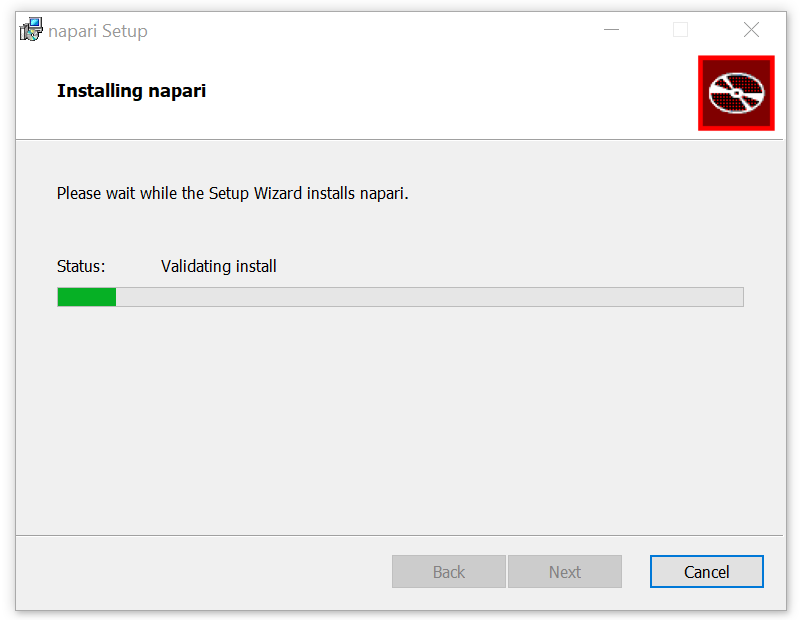 napari Setup
Installing napari
Please wait while the Setup Wizard installs napari.
Status: Validating install
Back Next Cancel